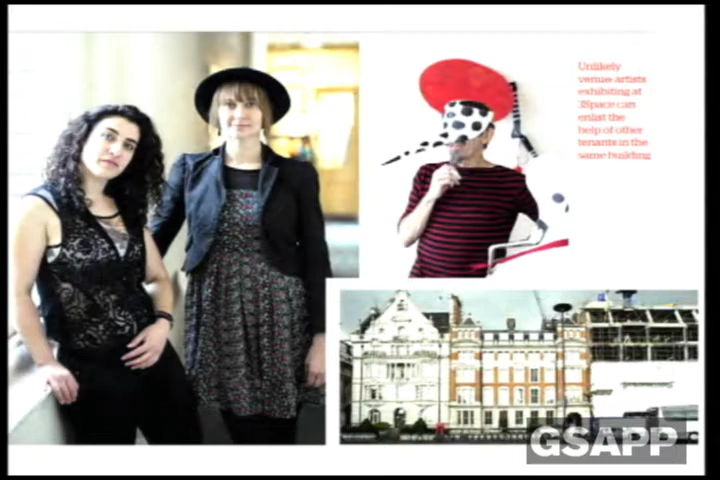 Unlikely
venue: artists
exhibiting at
3Space can
enlist the
help of other
tenants in the
same building
GSAPP